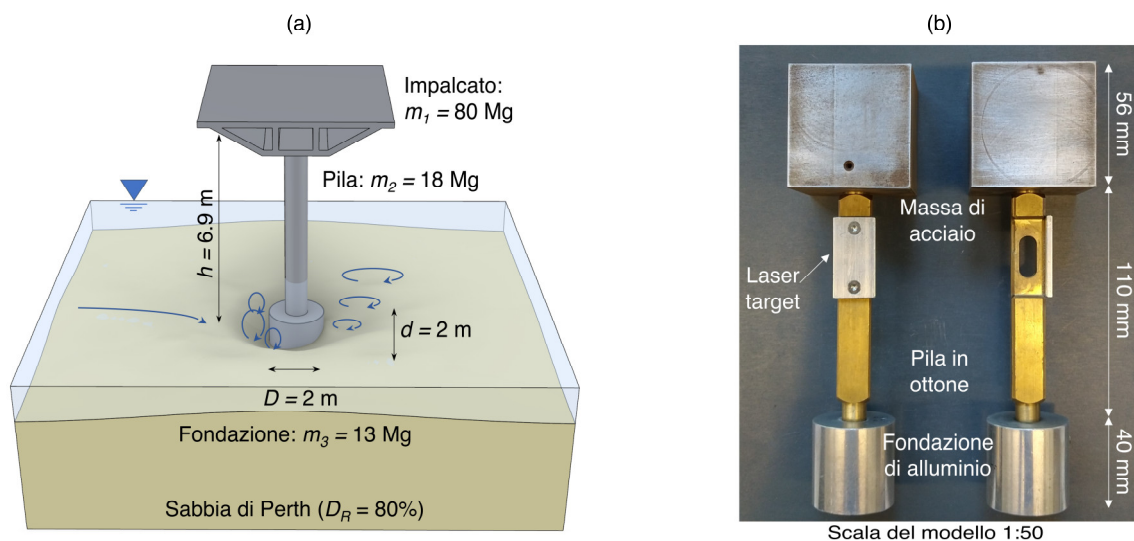 (a)
Impalcato:
m₁ = 80 Mg
Pila: m₂ = 18 Mg
h = 6.9 m
d = 2 m
D = 2 m
Fondazione: m₃ = 13 Mg
Sabbia di Perth (D_R = 80%)
(b)
56 mm
Massa di
acciaio
Laser
target
110 mm
Pila in
ottone
Fondazione
di alluminio
40 mm
Scala del modello 1:50